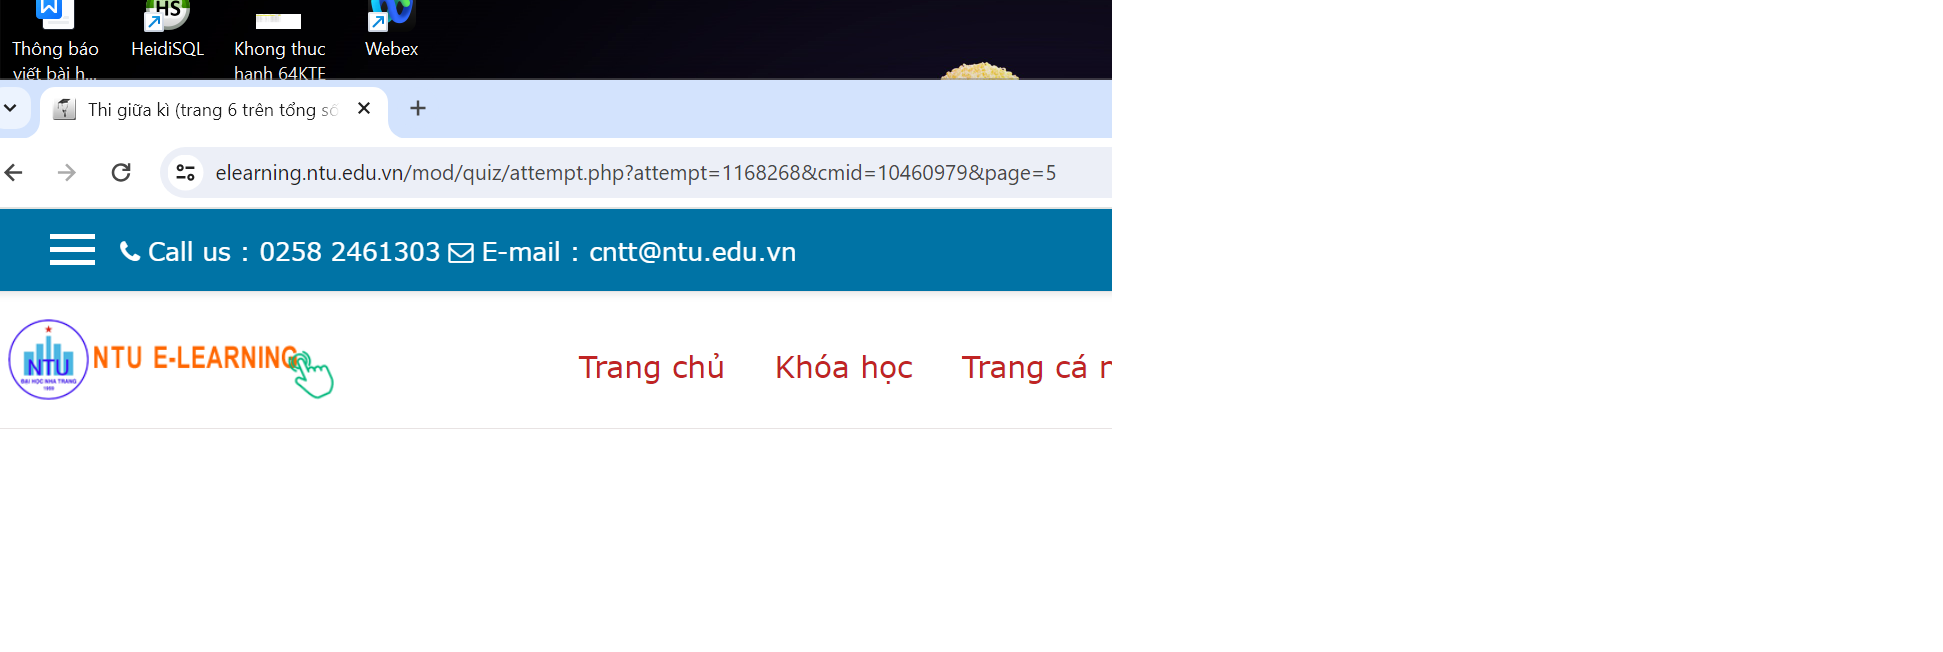 HS
Thông báo
viết bài h...
HeidiSQL
Khong thuc
hanh 64KTE
Webex
Thi giữa kì (trang 6 trên tổng số
elearning.ntu.edu.vn/mod/quiz/attempt.php?attempt=1168268&cmid=10460979&page=5
Call us : 0258 2461303 E-mail : cntt@ntu.edu.vn
NTU
ĐẠI HỌC NHA TRANG
1959
NTU E-LEARNING
Trang chủ Khóa học Trang cá n